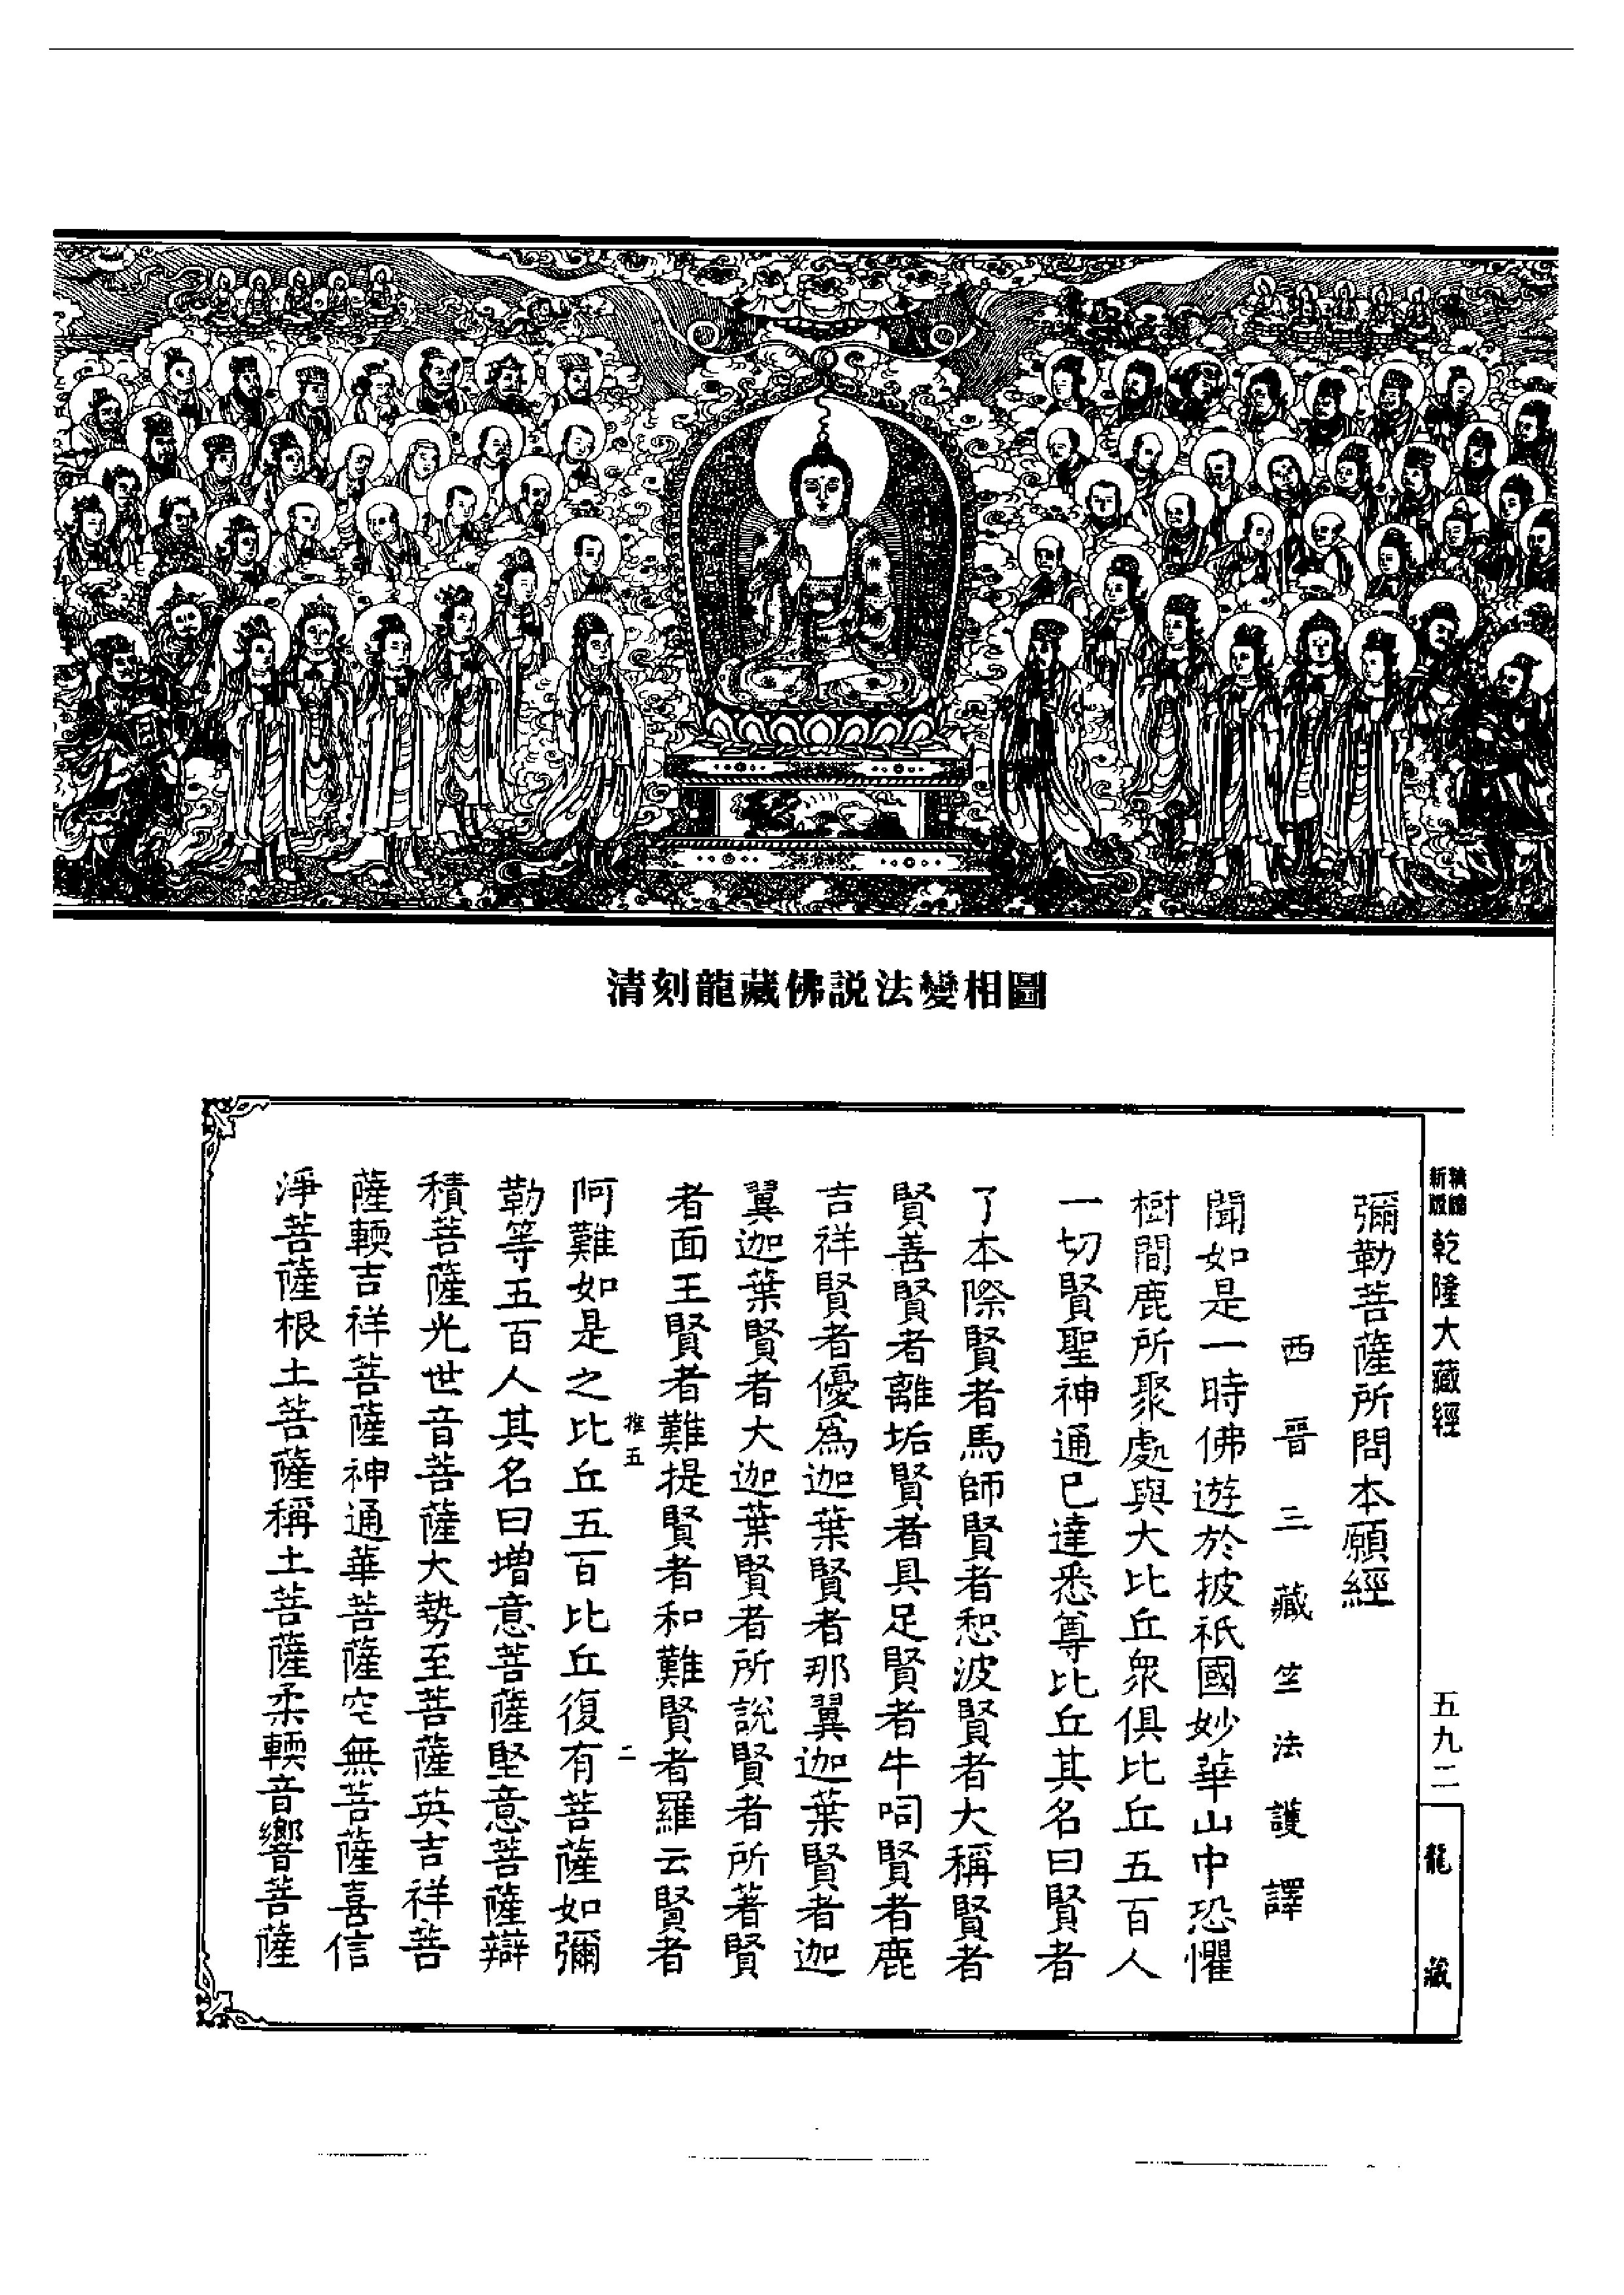 清刻龍藏佛説法變相圖
新版
精縮
乾隆大藏經
五九二
龍藏
彌勒菩薩所問本願經
西晉三藏竺法護譯
聞如是一時佛遊於披祇國妙華山中恐懼
樹間鹿所聚處與大比丘衆俱比丘五百人
一切賢聖神通已達悉尊比丘其名曰賢者
了本際賢者馬師賢者惒波賢者大稱賢者
賢善賢者離垢賢者具足賢者牛呞賢者鹿
吉祥賢者優爲迦葉賢者那翼迦葉賢者迦
翼迦葉賢者大迦葉賢者所說賢者所著賢
者面王賢者難提賢者和難賢者羅云賢者
推五
二
阿難如是之比丘五百比丘復有菩薩如彌
勒等五百人其名曰增意菩薩堅意菩薩辯
積菩薩光世音菩薩大勢至菩薩英吉祥菩
薩輭吉祥菩薩神通華菩薩空無菩薩喜信
淨菩薩根土菩薩稱土菩薩柔輭音響菩薩